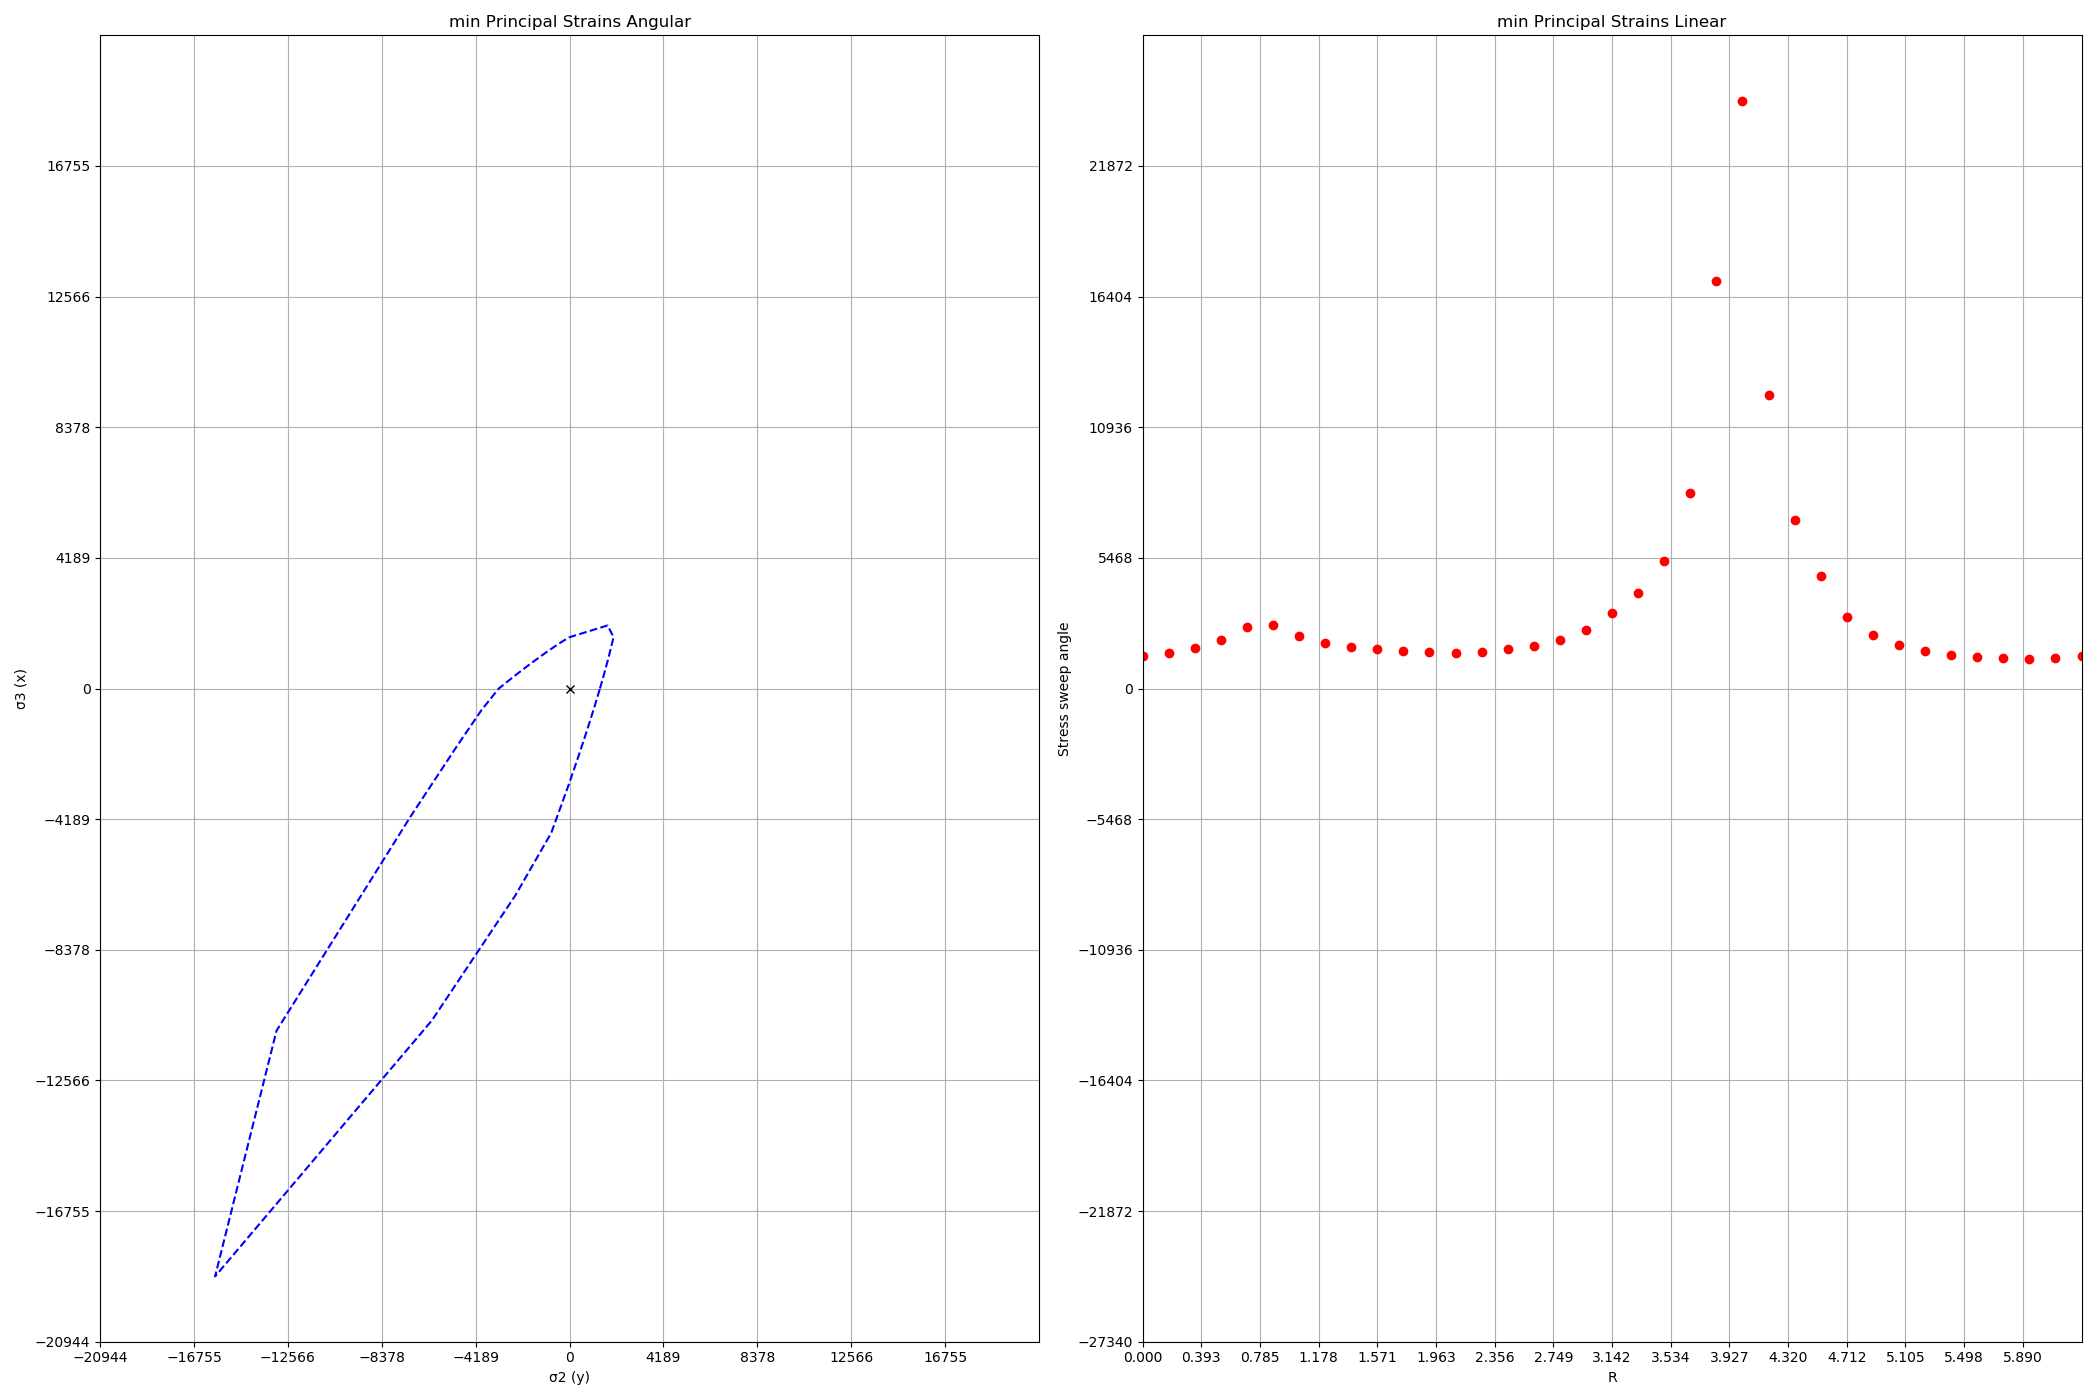 min Principal Strains Angular
16755
12566
8378
4189
0
−4189
−8378
−12566
−16755
−20944
−20944 −16755 −12566 −8378 −4189 0 4189 8378 12566 16755
σ3 (x)
σ2 (y)
min Principal Strains Linear
21872
16404
10936
5468
0
−5468
−10936
−16404
−21872
−27340
0.000 0.393 0.785 1.178 1.571 1.963 2.356 2.749 3.142 3.534 3.927 4.320 4.712 5.105 5.498 5.890
Stress sweep angle
R